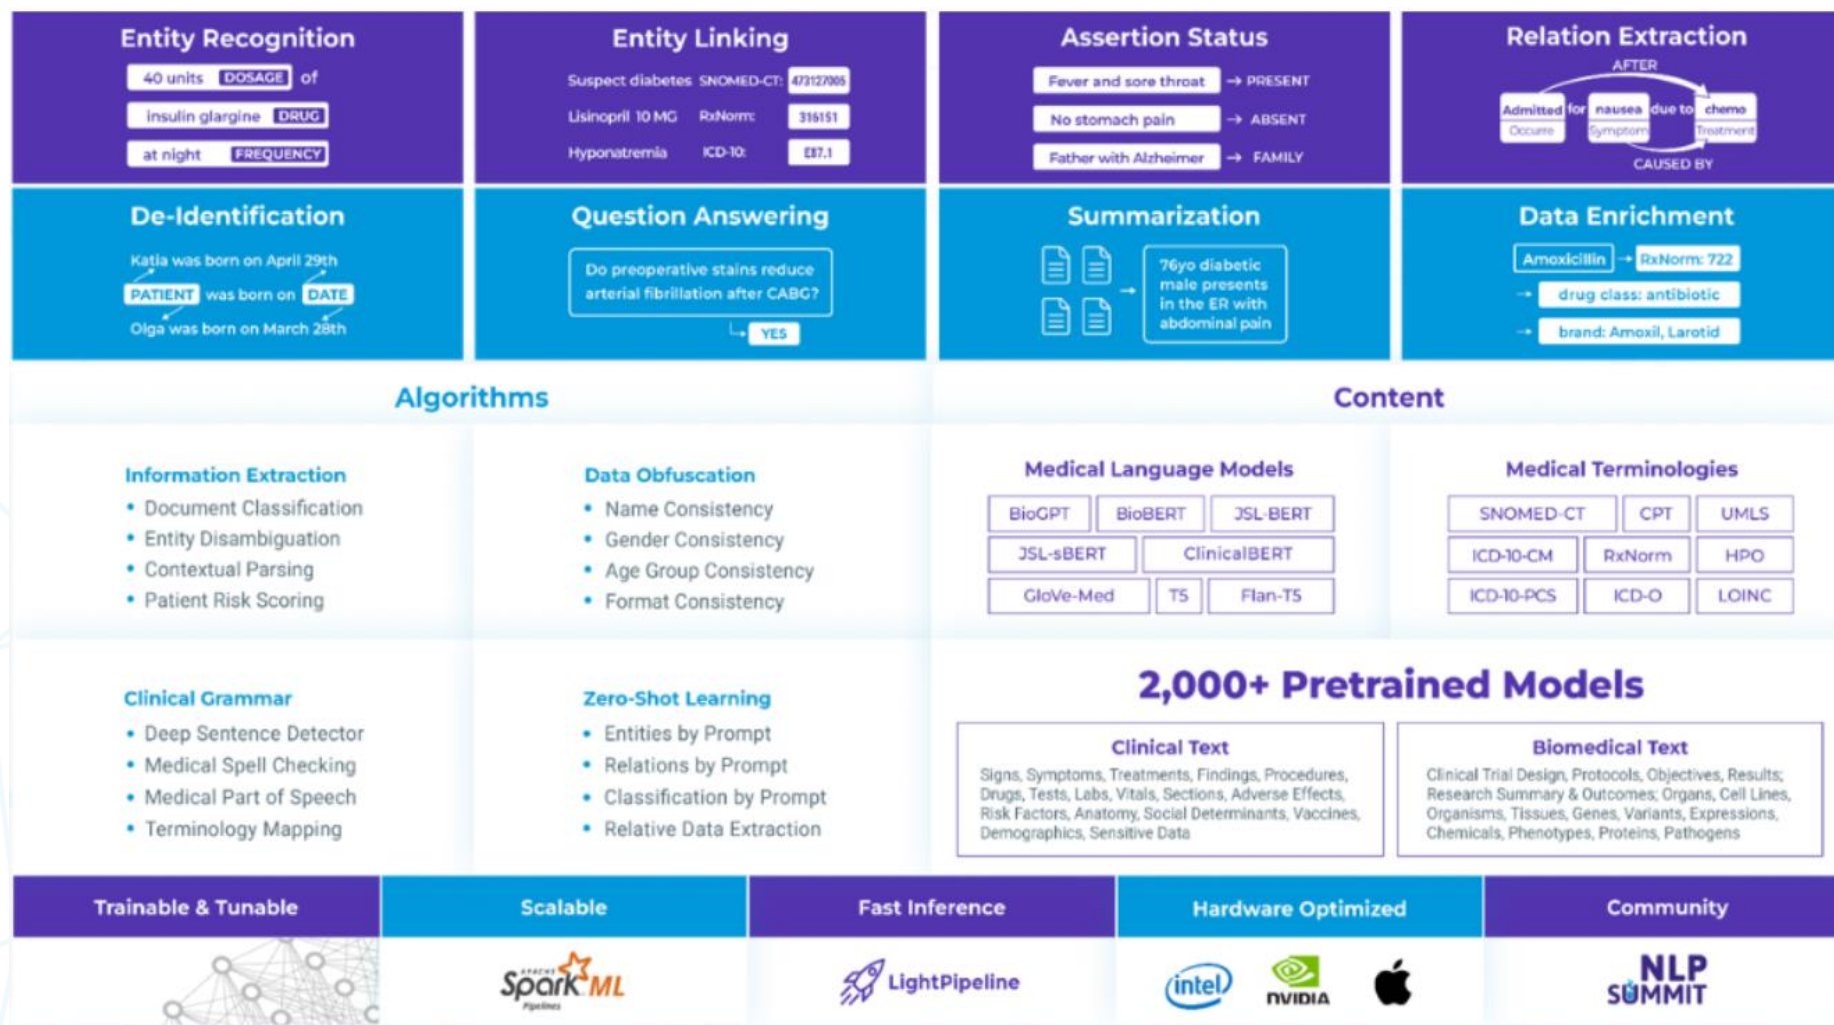 Entity Recognition
40 units DOSAGE of
insulin glargine DRUG
at night FREQUENCY
Entity Linking
Suspect diabetes SNOMED-CT: 473127005
Lisinopril 10 MG RxNorm: 316151
Hyponatremia ICD-10: E87.1
Assertion Status
Fever and sore throat → PRESENT
No stomach pain → ABSENT
Father with Alzheimer → FAMILY
Relation Extraction
AFTER
Admitted for nausea due to chemo
Occurre Symptom Treatment
CAUSED BY
De-Identification
Katia was born on April 29th
PATIENT was born on DATE
Olga was born on March 28th
Question Answering
Do preoperative stains reduce
arterial fibrillation after CABG?
YES
Summarization
76yo diabetic
male presents
in the ER with
abdominal pain
Data Enrichment
Amoxicillin → RxNorm: 722
→ drug class: antibiotic
→ brand: Amoxil, Larotid
Algorithms
Information Extraction
• Document Classification
• Entity Disambiguation
• Contextual Parsing
• Patient Risk Scoring
Data Obfuscation
• Name Consistency
• Gender Consistency
• Age Group Consistency
• Format Consistency
Clinical Grammar
• Deep Sentence Detector
• Medical Spell Checking
• Medical Part of Speech
• Terminology Mapping
Zero-Shot Learning
• Entities by Prompt
• Relations by Prompt
• Classification by Prompt
• Relative Data Extraction
Content
Medical Language Models
BioGPT BioBERT JSL-BERT
JSL-sBERT ClinicalBERT
GloVe-Med T5 Flan-T5
Medical Terminologies
SNOMED-CT CPT UMLS
ICD-10-CM RxNorm HPO
ICD-10-PCS ICD-O LOINC
2,000+ Pretrained Models
Clinical Text
Signs, Symptoms, Treatments, Findings, Procedures,
Drugs, Tests, Labs, Vitals, Sections, Adverse Effects,
Risk Factors, Anatomy, Social Determinants, Vaccines,
Demographics, Sensitive Data
Biomedical Text
Clinical Trial Design, Protocols, Objectives, Results;
Research Summary & Outcomes; Organs, Cell Lines,
Organisms, Tissues, Genes, Variants, Expressions,
Chemicals, Phenotypes, Proteins, Pathogens
Trainable & Tunable
Scalable
APACHE
Spark ML
Pipelines
Fast Inference
LightPipeline
Hardware Optimized
intel
NVIDIA
Community
NLP
SUMMIT